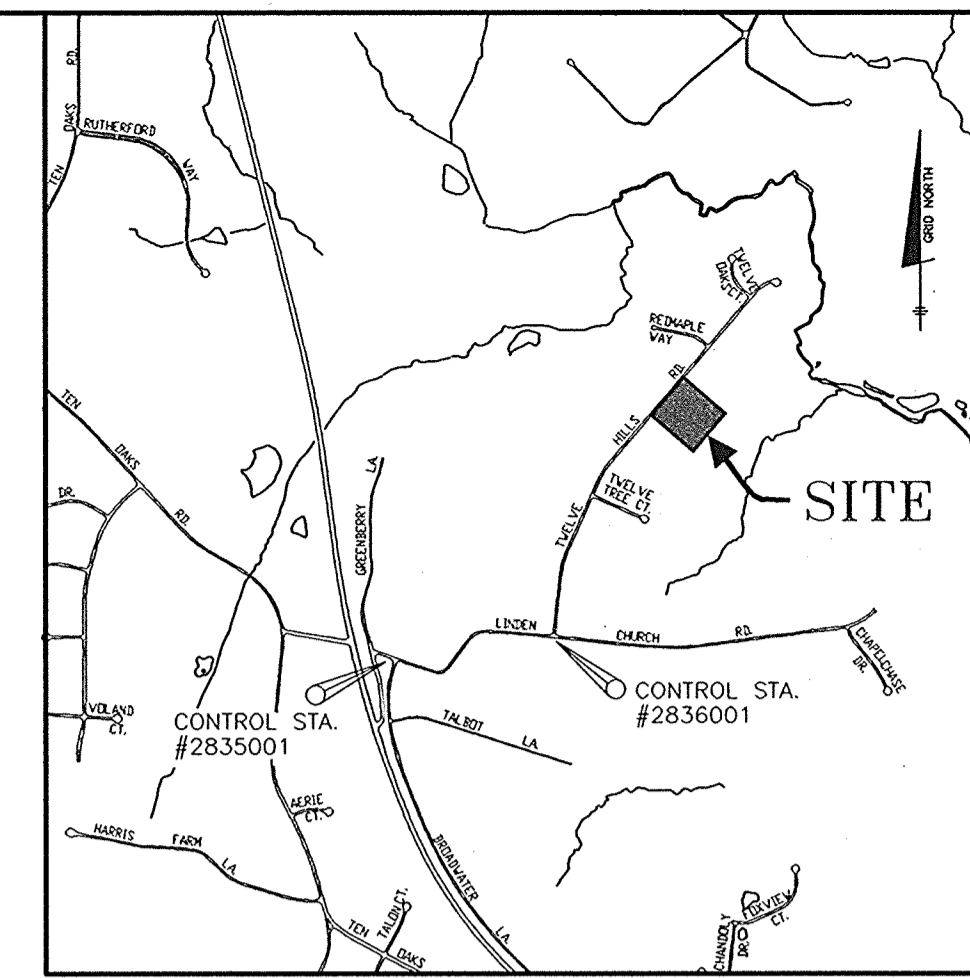 RD.
OAKS
TEN
RUTHERFORD
WAY
GRID NORTH
TWELVE
OAKS CT.
REDMAPLE
WAY
RD.
HILLS
TWELVE
TWELVE
TREE CT.
SITE
TEN
OAKS
RD.
DR.
LA.
GREENBERRY
LINDEN
CHURCH
RD.
CHAPELCHASE
DR.
CONTROL STA.
#2835001
CONTROL STA.
#2836001
VOLAND
CT.
TALBOT
LA.
AERIE
CT.
HARRIS
FARM
LA.
BROADWATER
LA.
TEN
OAKS
TALON CT.
CHANDOLY
DR.
FOXVIEW
CT.